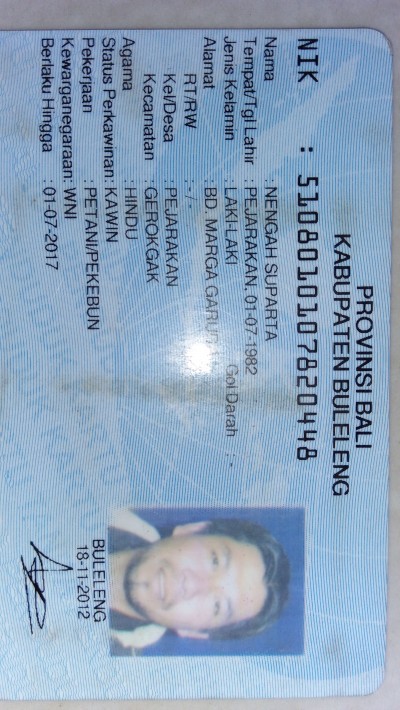 PROVINSI BALI
KABUPATEN BULELENG
NIK : 5108010107820448
Nama : NENGAH SUPARTA
Tempat/Tgl Lahir : PEJARAKAN, 01-07-1982
Jenis Kelamin : LAKI-LAKI Gol Darah : -
Alamat BD. MARGA
RT/RW : -/-
Kel/Desa : PEJARAKAN
Kecamatan : GEROKGAK
Agama : HINDU
Status Perkawinan: KAWIN
Pekerjaan : PETANI/PEKEBUN
Kewarganegaraan: WNI
Berlaku Hingga : 01-07-2017
BULELENG
18-11-2012